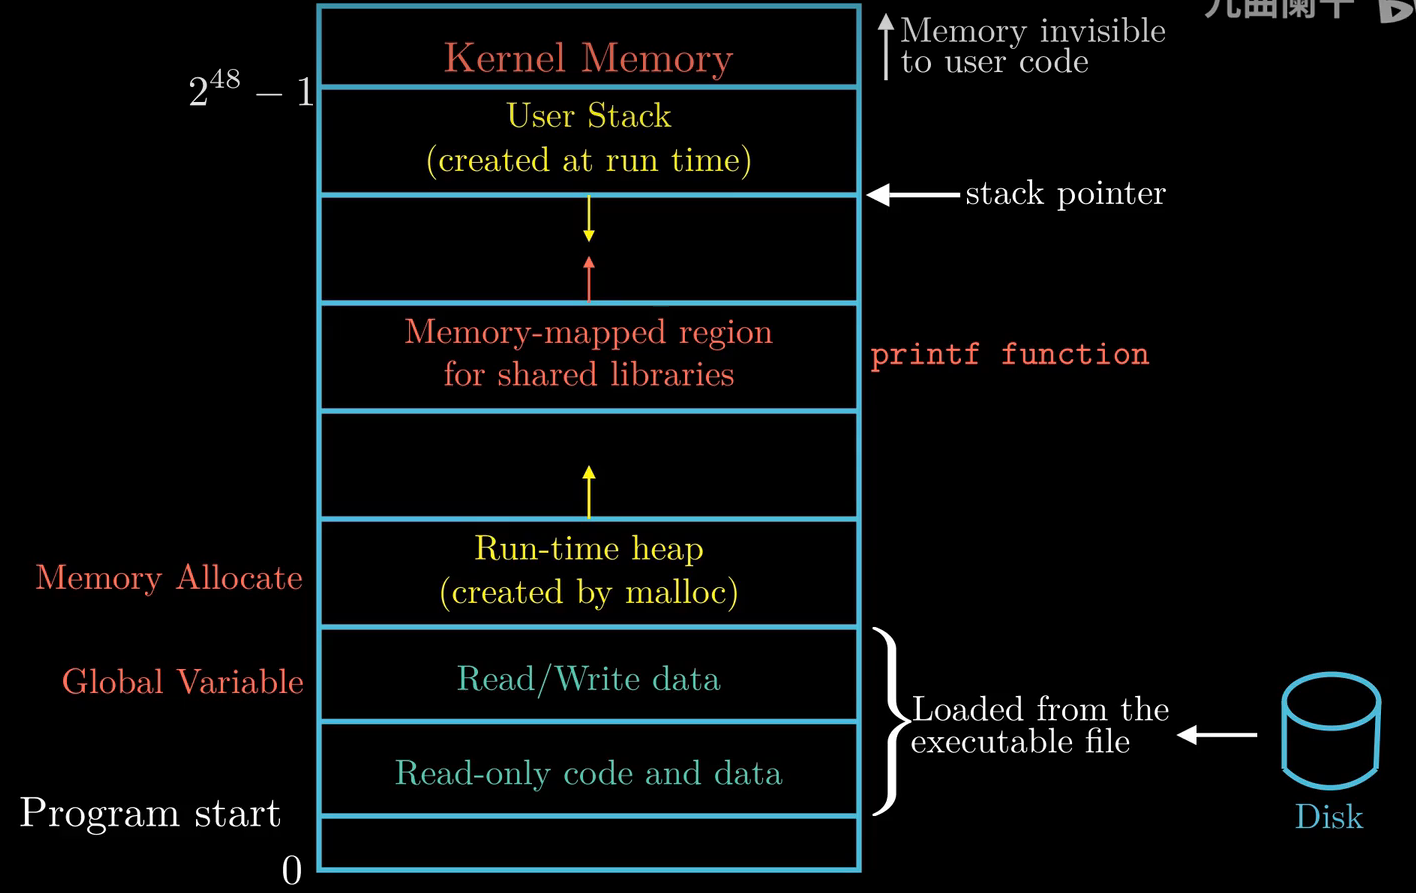 Kernel Memory
Memory invisible
to user code
2^48 − 1
User Stack
(created at run time)
stack pointer
Memory-mapped region
for shared libraries
printf function
Run-time heap
(created by malloc)
Memory Allocate
Read/Write data
Global Variable
Loaded from the
executable file
Read-only code and data
Program start
Disk
0